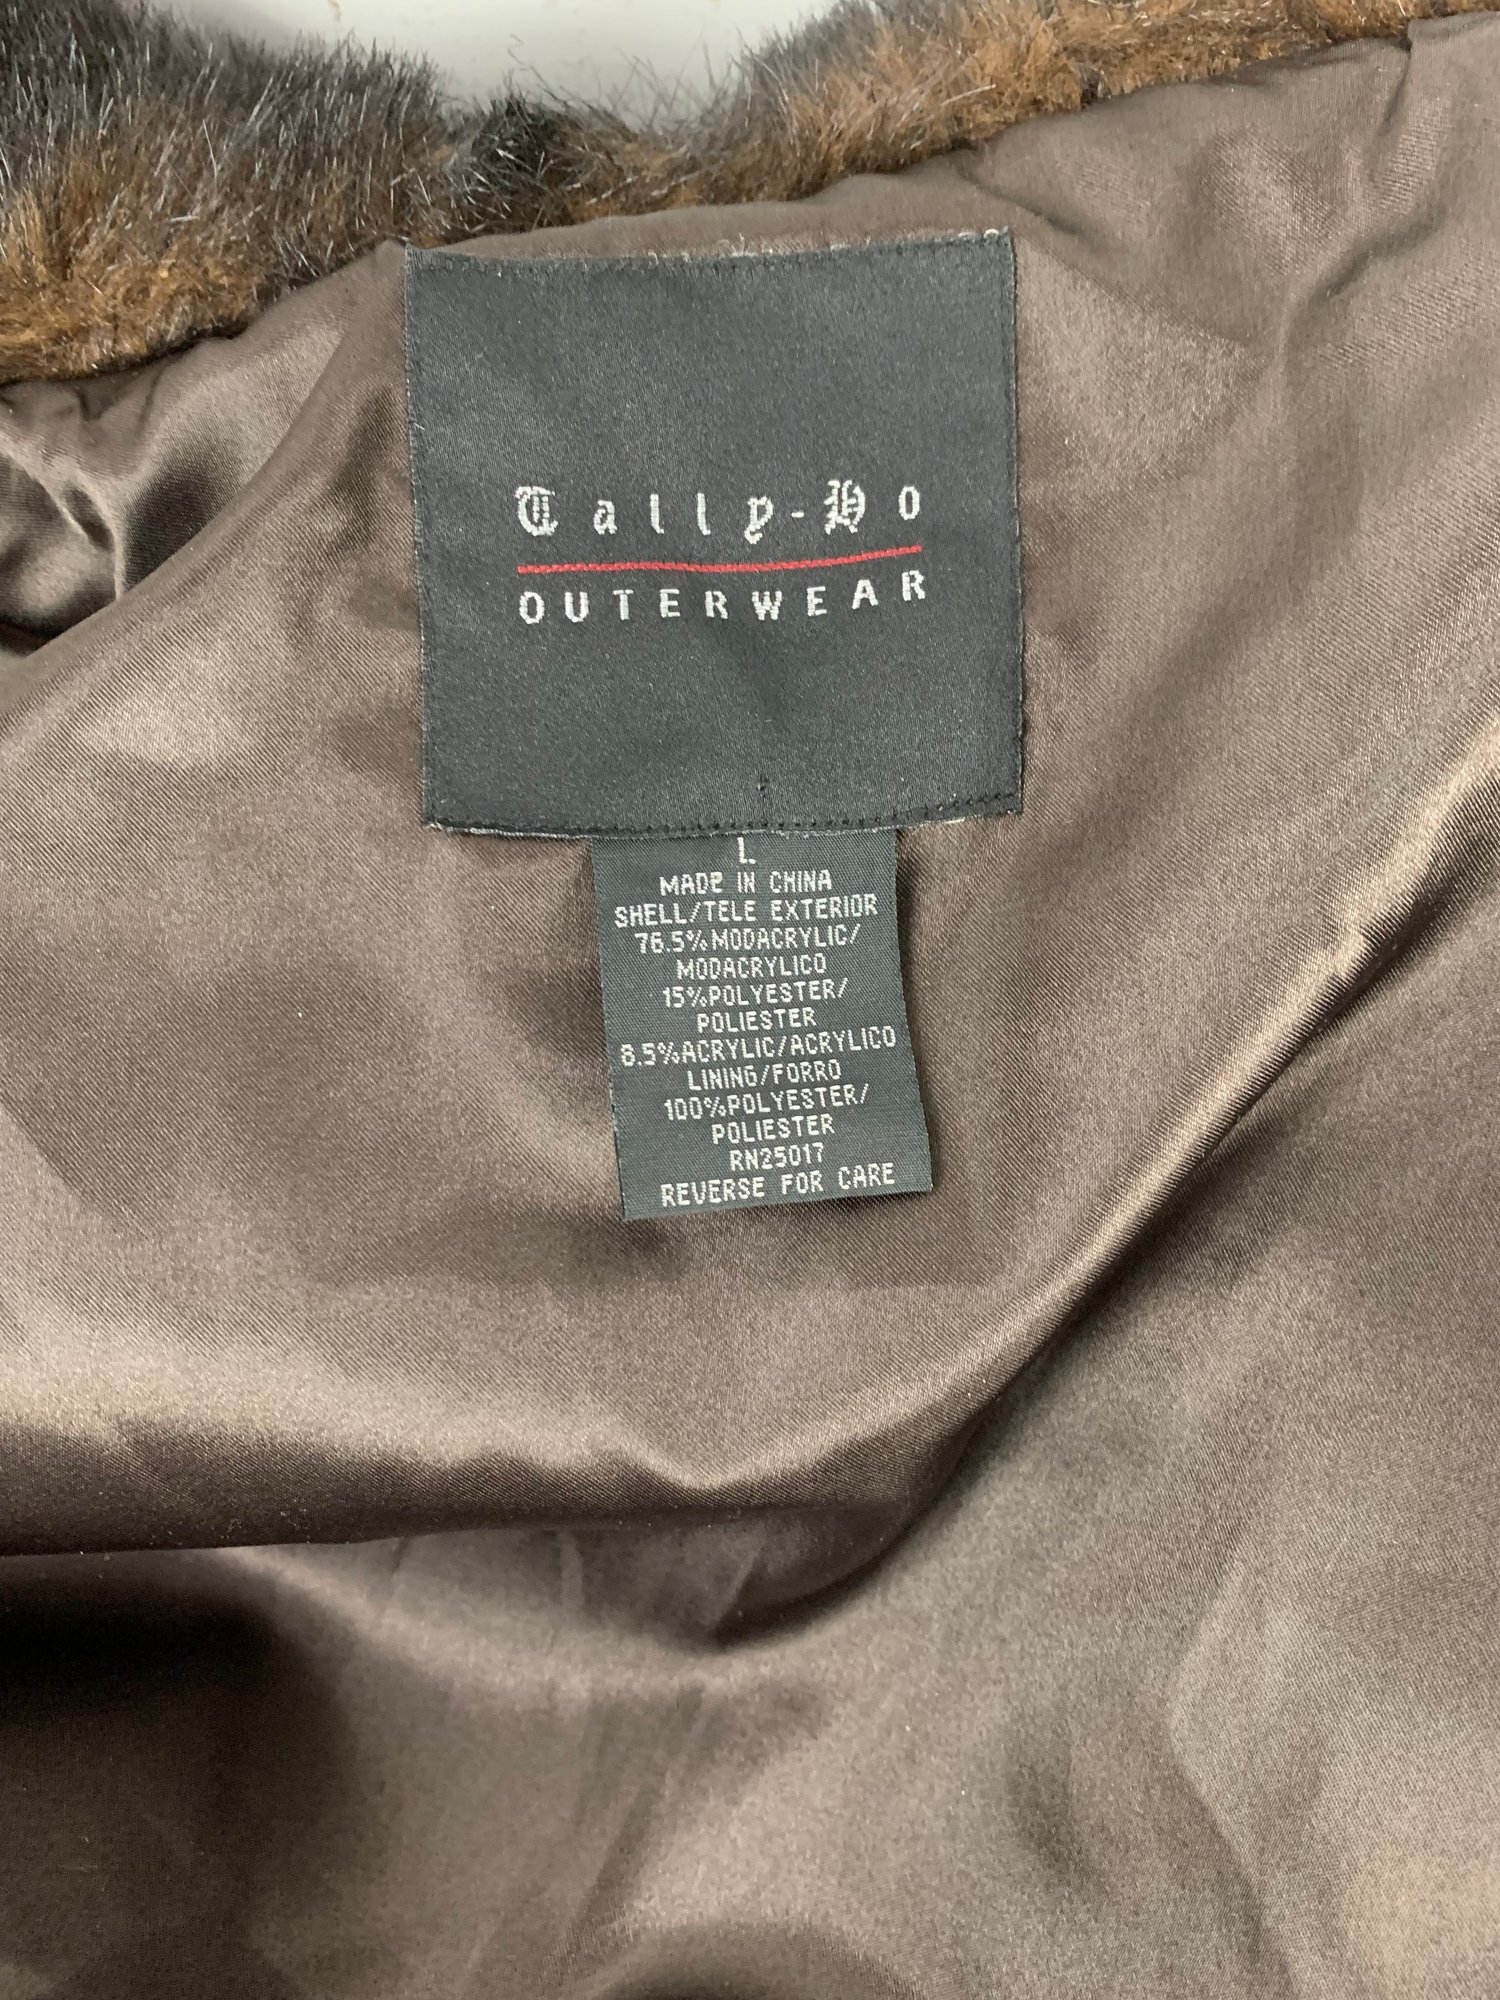 Tally-Ho
OUTERWEAR
L
MADE IN CHINA
SHELL/TELE EXTERIOR
76.5%MODACRYLIC/
MODACRYLICO
15%POLYESTER/
POLIESTER
8.5%ACRYLIC/ACRYLICO
LINING/FORRO
100%POLYESTER/
POLIESTER
RN25017
REVERSE FOR CARE